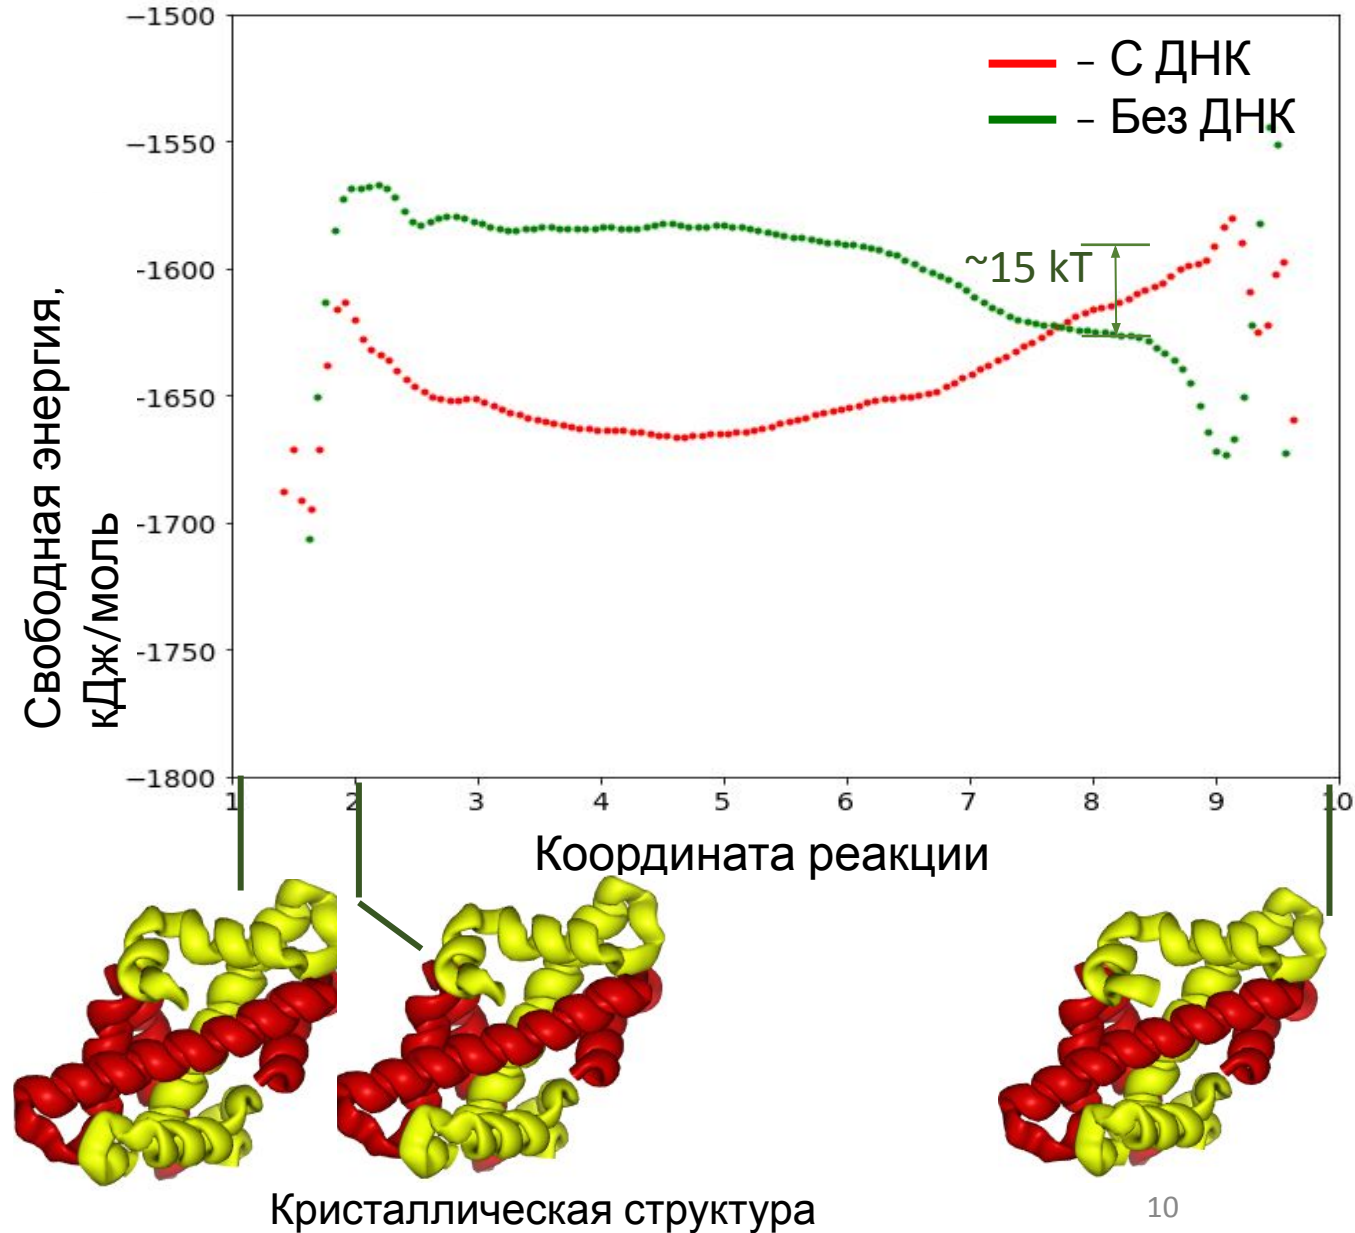 −1500
−1550
−1600
-1650
-1700
-1750
−1800
Свободная энергия,
кДж/моль
– С ДНК
– Без ДНК
~15 kT
1 2 3 4 5 6 7 8 9 10
Координата реакции
Кристаллическая структура
10